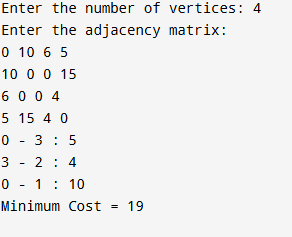 Enter the number of vertices: 4
Enter the adjacency matrix:
0 10 6 5
10 0 0 15
6 0 0 4
5 15 4 0
0 - 3 : 5
3 - 2 : 4
0 - 1 : 10
Minimum Cost = 19